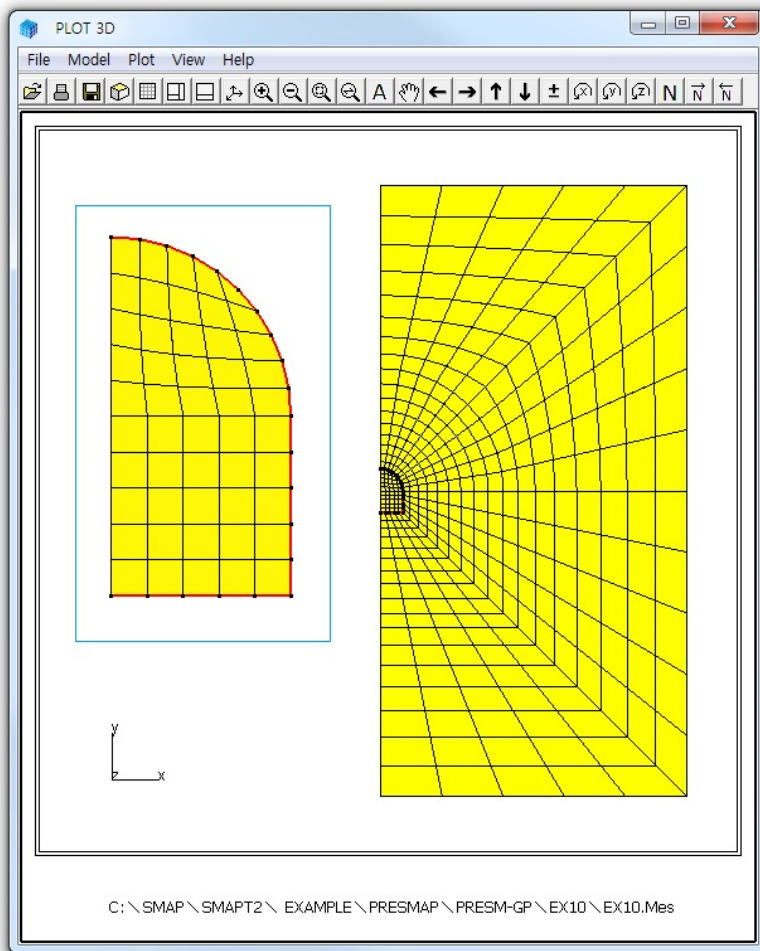 PLOT 3D
File Model Plot View Help
A N N N
x y z
y
z x
C:\SMAP\SMAPT2\ EXAMPLE\PRESMAP\PRESM-GP\EX10\EX10.Mes